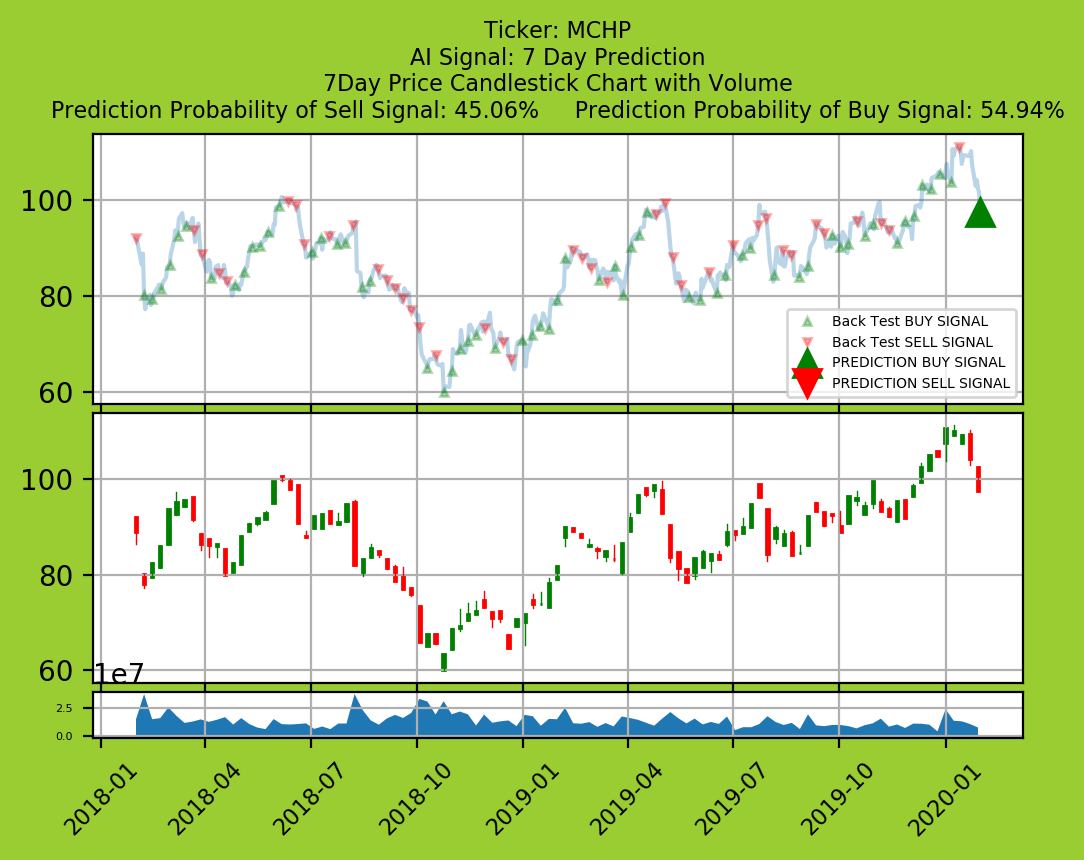 Ticker: MCHP
AI Signal: 7 Day Prediction
7Day Price Candlestick Chart with Volume
Prediction Probability of Sell Signal: 45.06% Prediction Probability of Buy Signal: 54.94%
100
80
60
Back Test BUY SIGNAL
Back Test SELL SIGNAL
PREDICTION BUY SIGNAL
PREDICTION SELL SIGNAL
100
80
60
1e7
2.5
0.0
2018-01 2018-04 2018-07 2018-10 2019-01 2019-04 2019-07 2019-10 2020-01